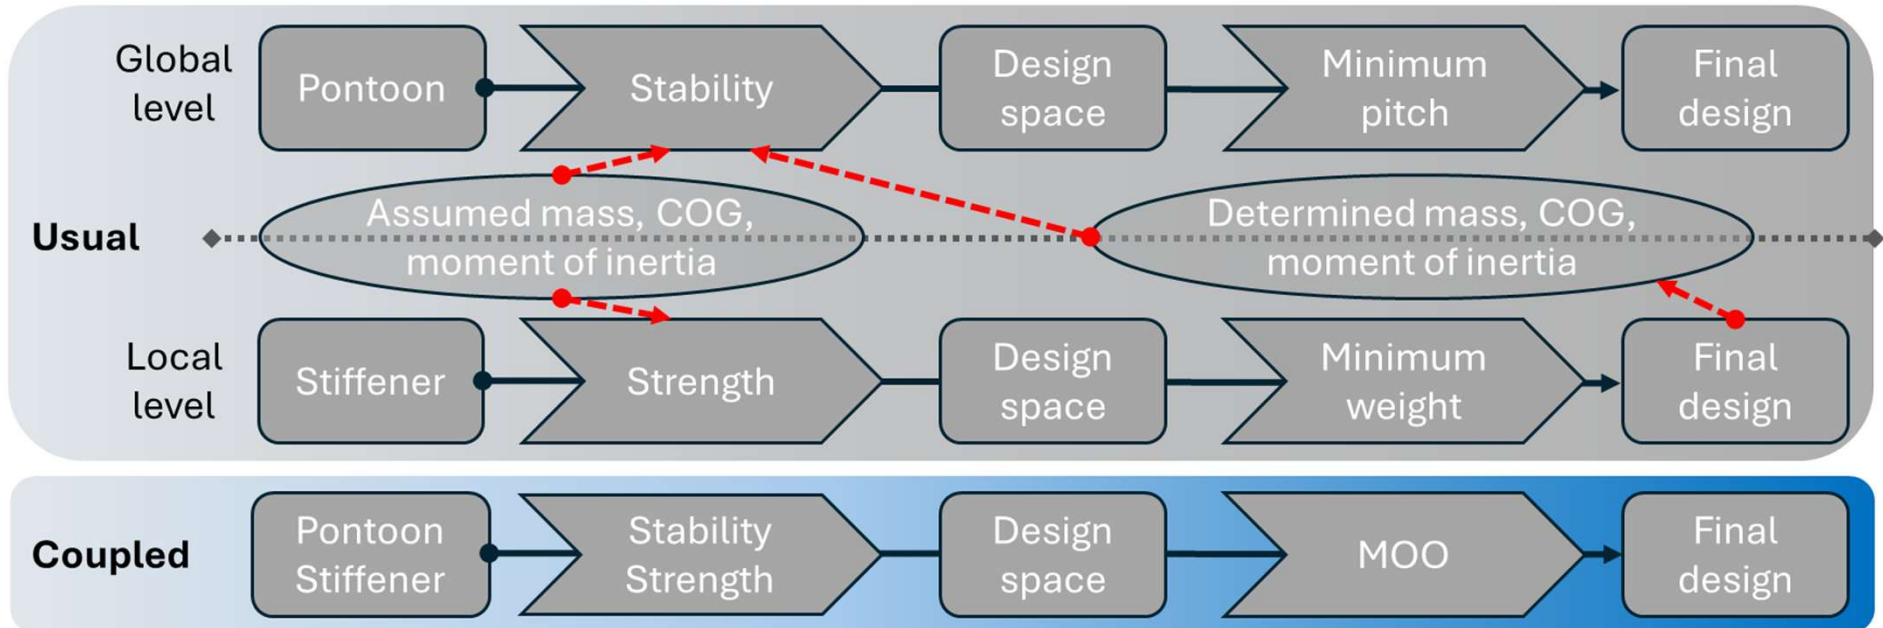 Global
level
Pontoon
Stability
Design
space
Minimum
pitch
Final
design
Usual
Assumed mass, COG,
moment of inertia
Determined mass, COG,
moment of inertia
Local
level
Stiffener
Strength
Design
space
Minimum
weight
Final
design
Coupled
Pontoon
Stiffener
Stability
Strength
Design
space
MOO
Final
design